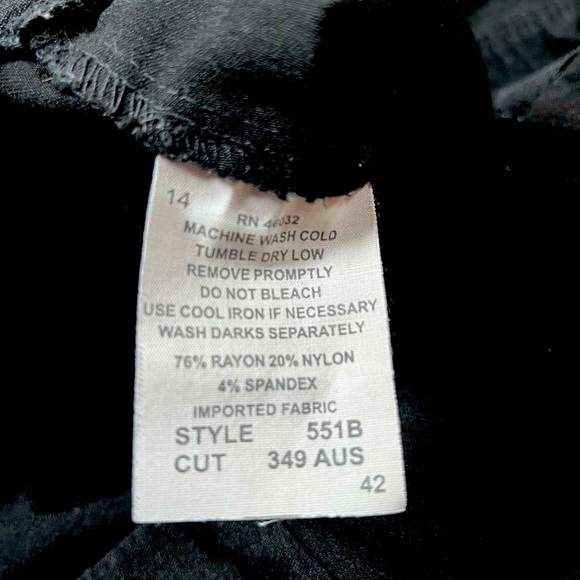 14
RN 46032
MACHINE WASH COLD
TUMBLE DRY LOW
REMOVE PROMPTLY
DO NOT BLEACH
USE COOL IRON IF NECESSARY
WASH DARKS SEPARATELY
76% RAYON 20% NYLON
4% SPANDEX
IMPORTED FABRIC
STYLE 551B
CUT 349 AUS
42